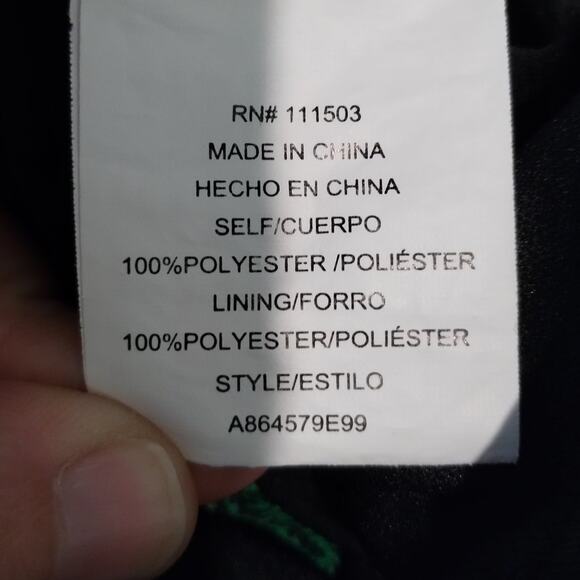 RN# 111503
MADE IN CHINA
HECHO EN CHINA
SELF/CUERPO
100%POLYESTER /POLIÉSTER
LINING/FORRO
100%POLYESTER/POLIÉSTER
STYLE/ESTILO
A864579E99